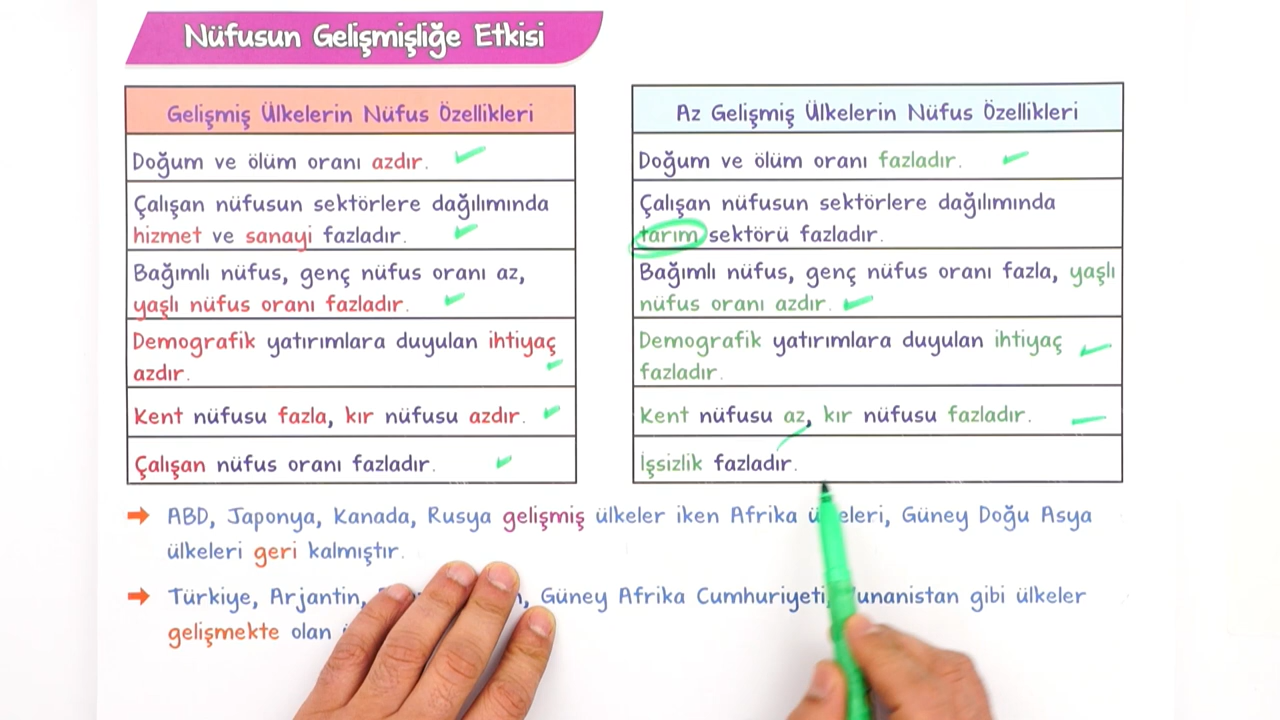 Nüfusun Gelişmişliğe Etkisi
Gelişmiş Ülkelerin Nüfus Özellikleri
Doğum ve ölüm oranı azdır.
Çalışan nüfusun sektörlere dağılımında
hizmet ve sanayi fazladır.
Bağımlı nüfus, genç nüfus oranı az,
yaşlı nüfus oranı fazladır.
Demografik yatırımlara duyulan ihtiyaç
azdır.
Kent nüfusu fazla, kır nüfusu azdır.
Çalışan nüfus oranı fazladır.
Az Gelişmiş Ülkelerin Nüfus Özellikleri
Doğum ve ölüm oranı fazladır.
Çalışan nüfusun sektörlere dağılımında
tarım sektörü fazladır.
Bağımlı nüfus, genç nüfus oranı fazla, yaşlı
nüfus oranı azdır.
Demografik yatırımlara duyulan ihtiyaç
fazladır.
Kent nüfusu az, kır nüfusu fazladır.
İşsizlik fazladır.
ABD, Japonya, Kanada, Rusya gelişmiş ülkeler iken Afrika Güney Doğu Asya
ülkeleri geri kalmıştır.
Türkiye, Arjantin, Güney Afrika Cumhuriyeti, gibi ülkeler
gelişmekte olan